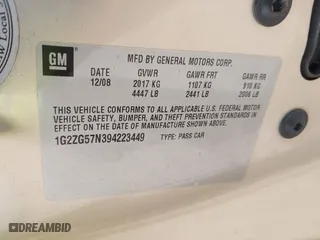 GM
MFD BY GENERAL MOTORS CORP.
DATE GVWR GAWR FRT GAWR RR
12/08 2017 KG 1107 KG 910 KG
4447 LB 2441 LB 2006 LB
THIS VEHICLE CONFORMS TO ALL APPLICABLE U.S. FEDERAL MOTOR
VEHICLE SAFETY, BUMPER, AND THEFT PREVENTION STANDARDS IN
EFFECT ON THE DATE OF MANUFACTURE SHOWN ABOVE.
1G2ZG57N394223449 TYPE: PASS CAR
Local